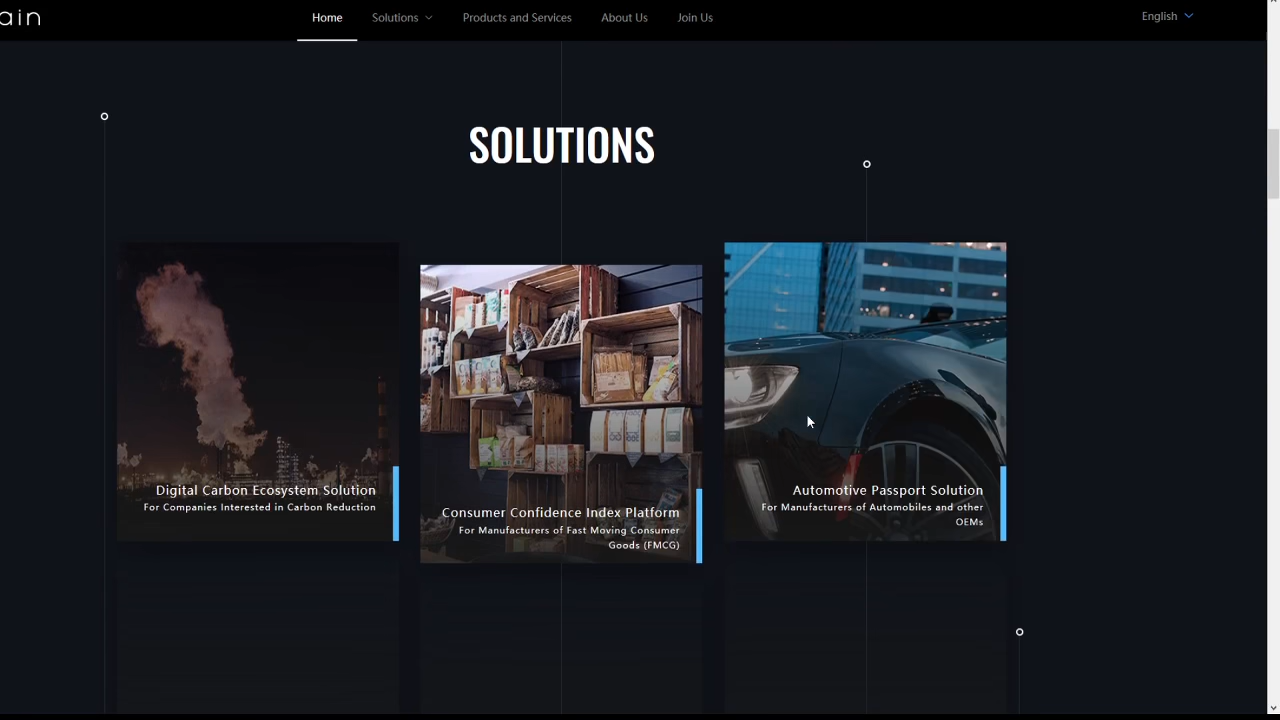 ain
Home
Solutions
Products and Services
About Us
Join Us
English
SOLUTIONS
Digital Carbon Ecosystem Solution
For Companies Interested in Carbon Reduction
Consumer Confidence Index Platform
For Manufacturers of Fast Moving Consumer
Goods (FMCG)
Automotive Passport Solution
For Manufacturers of Automobiles and other
OEMs